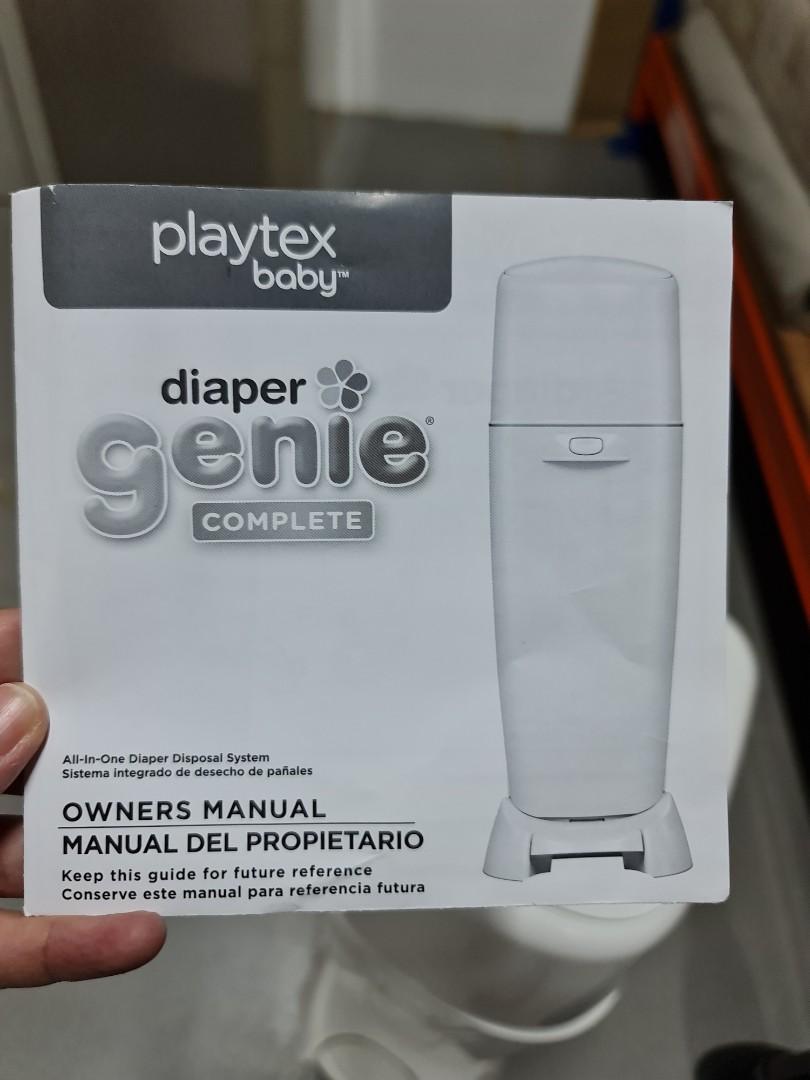 playtex
baby™
diaper
genie®
COMPLETE
All-In-One Diaper Disposal System
Sistema integrado de desecho de pañales
OWNERS MANUAL
MANUAL DEL PROPIETARIO
Keep this guide for future reference
Conserve este manual para referencia futura